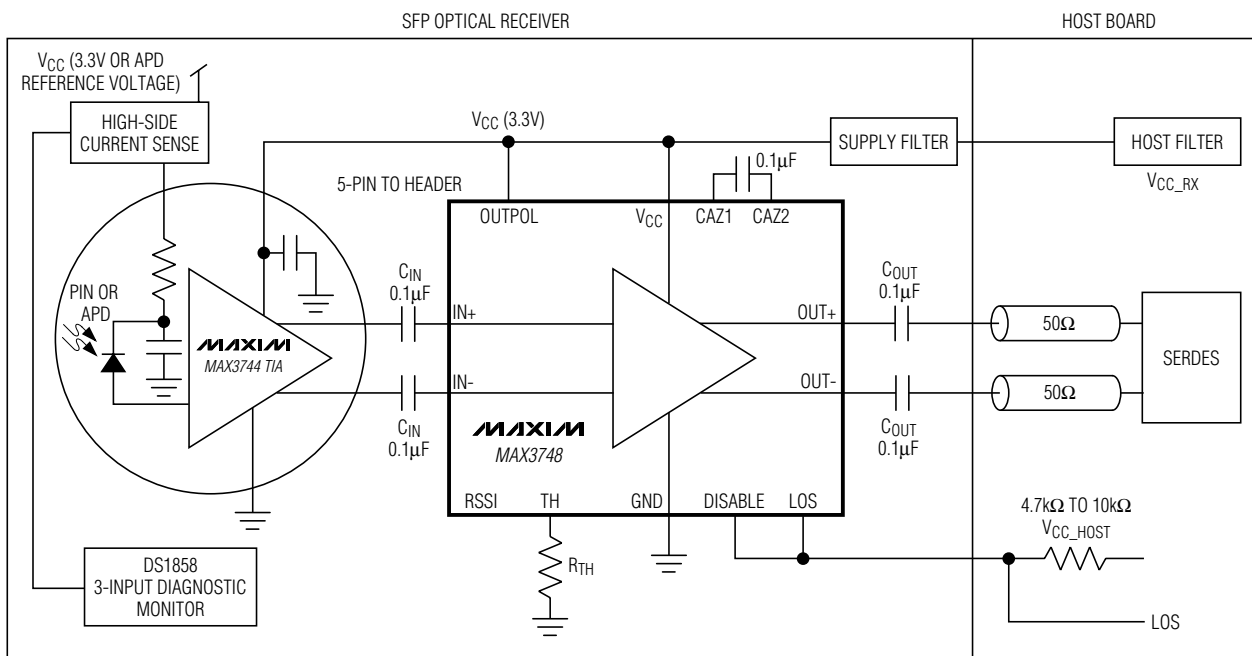 SFP OPTICAL RECEIVER
HOST BOARD
VCC (3.3V OR APD
REFERENCE VOLTAGE)
HIGH-SIDE
CURRENT SENSE
VCC (3.3V)
SUPPLY FILTER
HOST FILTER
VCC_RX
0.1μF
5-PIN TO HEADER
OUTPOL
VCC
CAZ1
CAZ2
PIN OR
APD
MAXIM
MAX3744 TIA
CIN
0.1μF
IN+
OUT+
COUT
0.1μF
50Ω
SERDES
IN-
OUT-
50Ω
CIN
0.1μF
MAXIM
MAX3748
COUT
0.1μF
RSSI
TH
GND
DISABLE
LOS
4.7kΩ TO 10kΩ
VCC_HOST
RTH
DS1858
3-INPUT DIAGNOSTIC
MONITOR
LOS